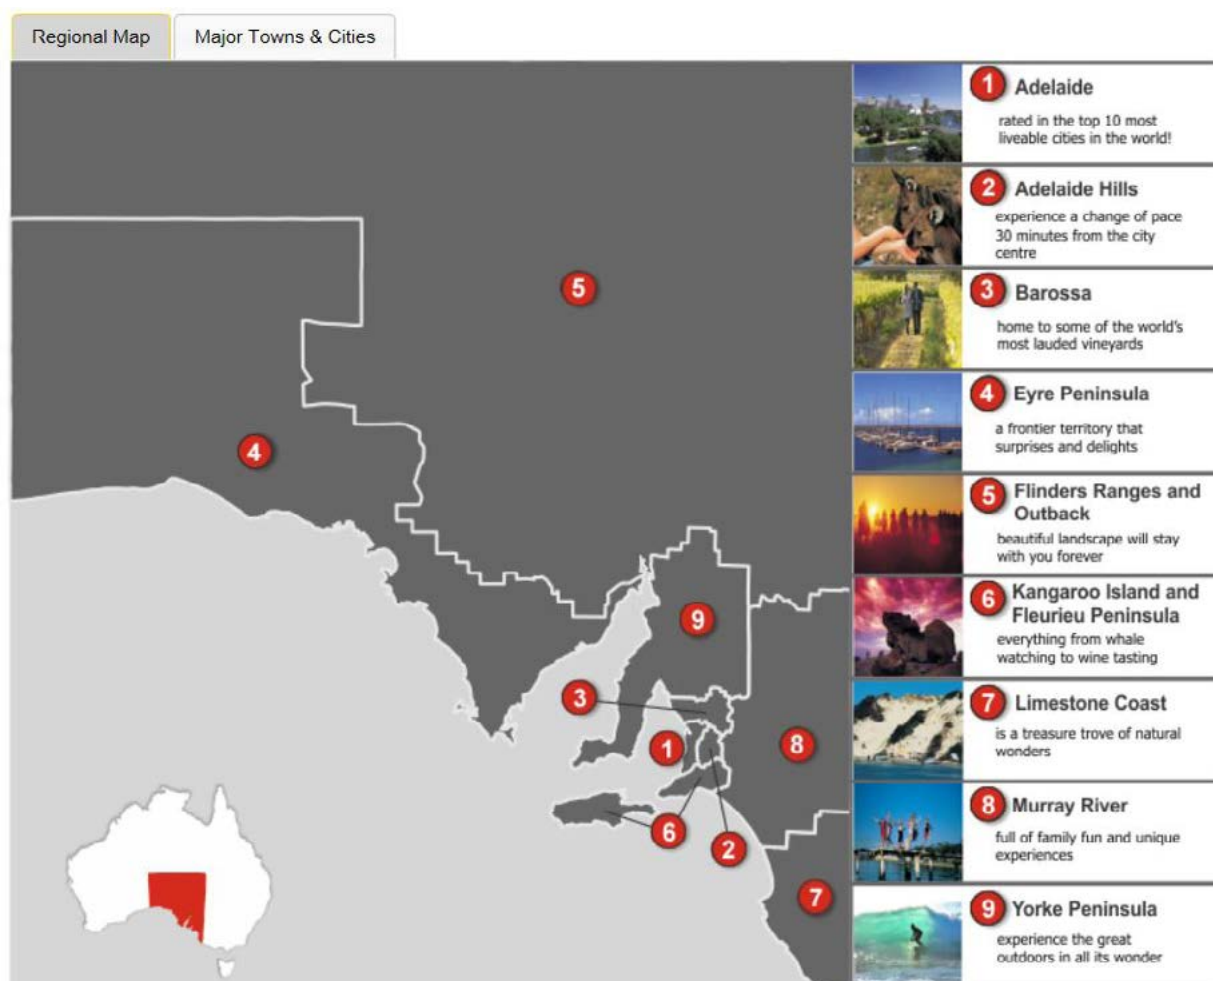 Regional Map
Major Towns & Cities
1 Adelaide
rated in the top 10 most
liveable cities in the world!
2 Adelaide Hills
experience a change of pace
30 minutes from the city
centre
3 Barossa
home to some of the world's
most lauded vineyards
4 Eyre Peninsula
a frontier territory that
surprises and delights
5 Flinders Ranges and
Outback
beautiful landscape will stay
with you forever
6 Kangaroo Island and
Fleurieu Peninsula
everything from whale
watching to wine tasting
7 Limestone Coast
is a treasure trove of natural
wonders
8 Murray River
full of family fun and unique
experiences
9 Yorke Peninsula
experience the great
outdoors in all its wonder
5
4
9
3
1
8
6
2
7